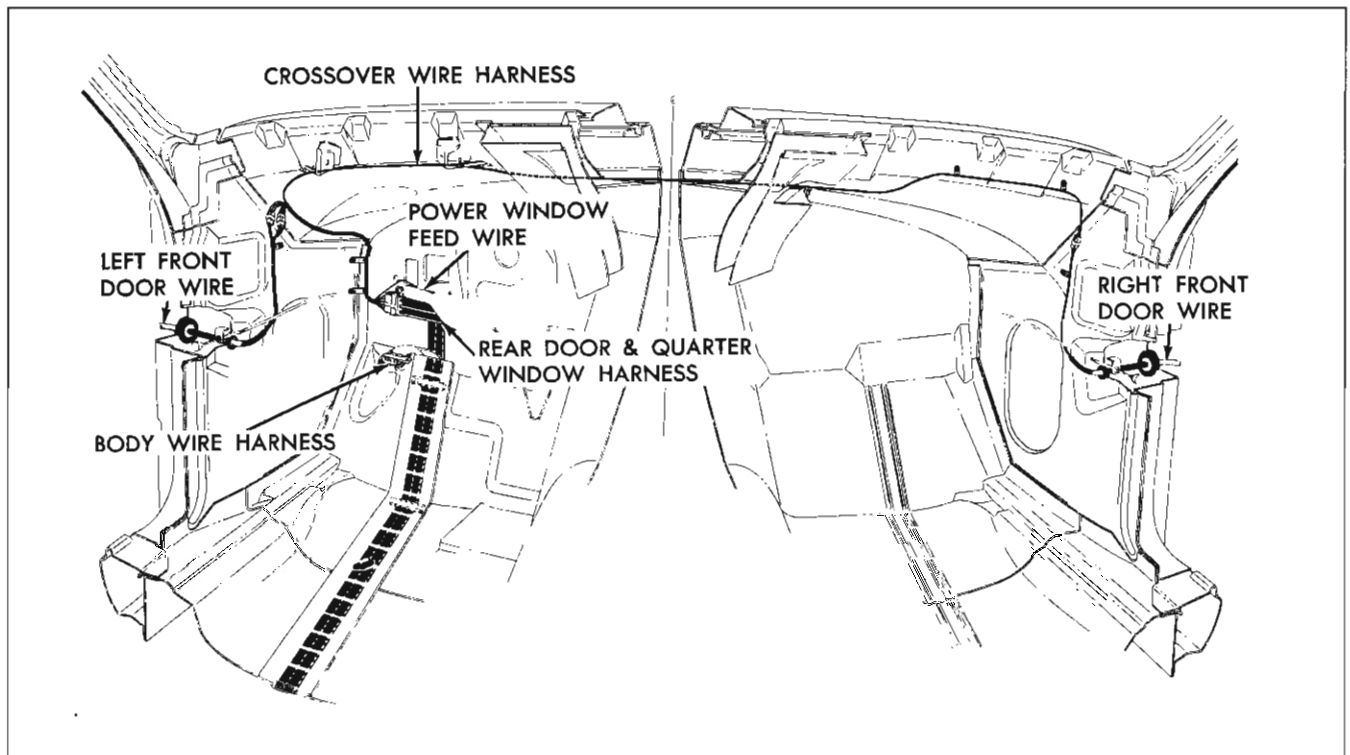 CROSSOVER WIRE HARNESS
POWER WINDOW
FEED WIRE
LEFT FRONT
DOOR WIRE
RIGHT FRONT
DOOR WIRE
REAR DOOR & QUARTER
WINDOW HARNESS
BODY WIRE HARNESS